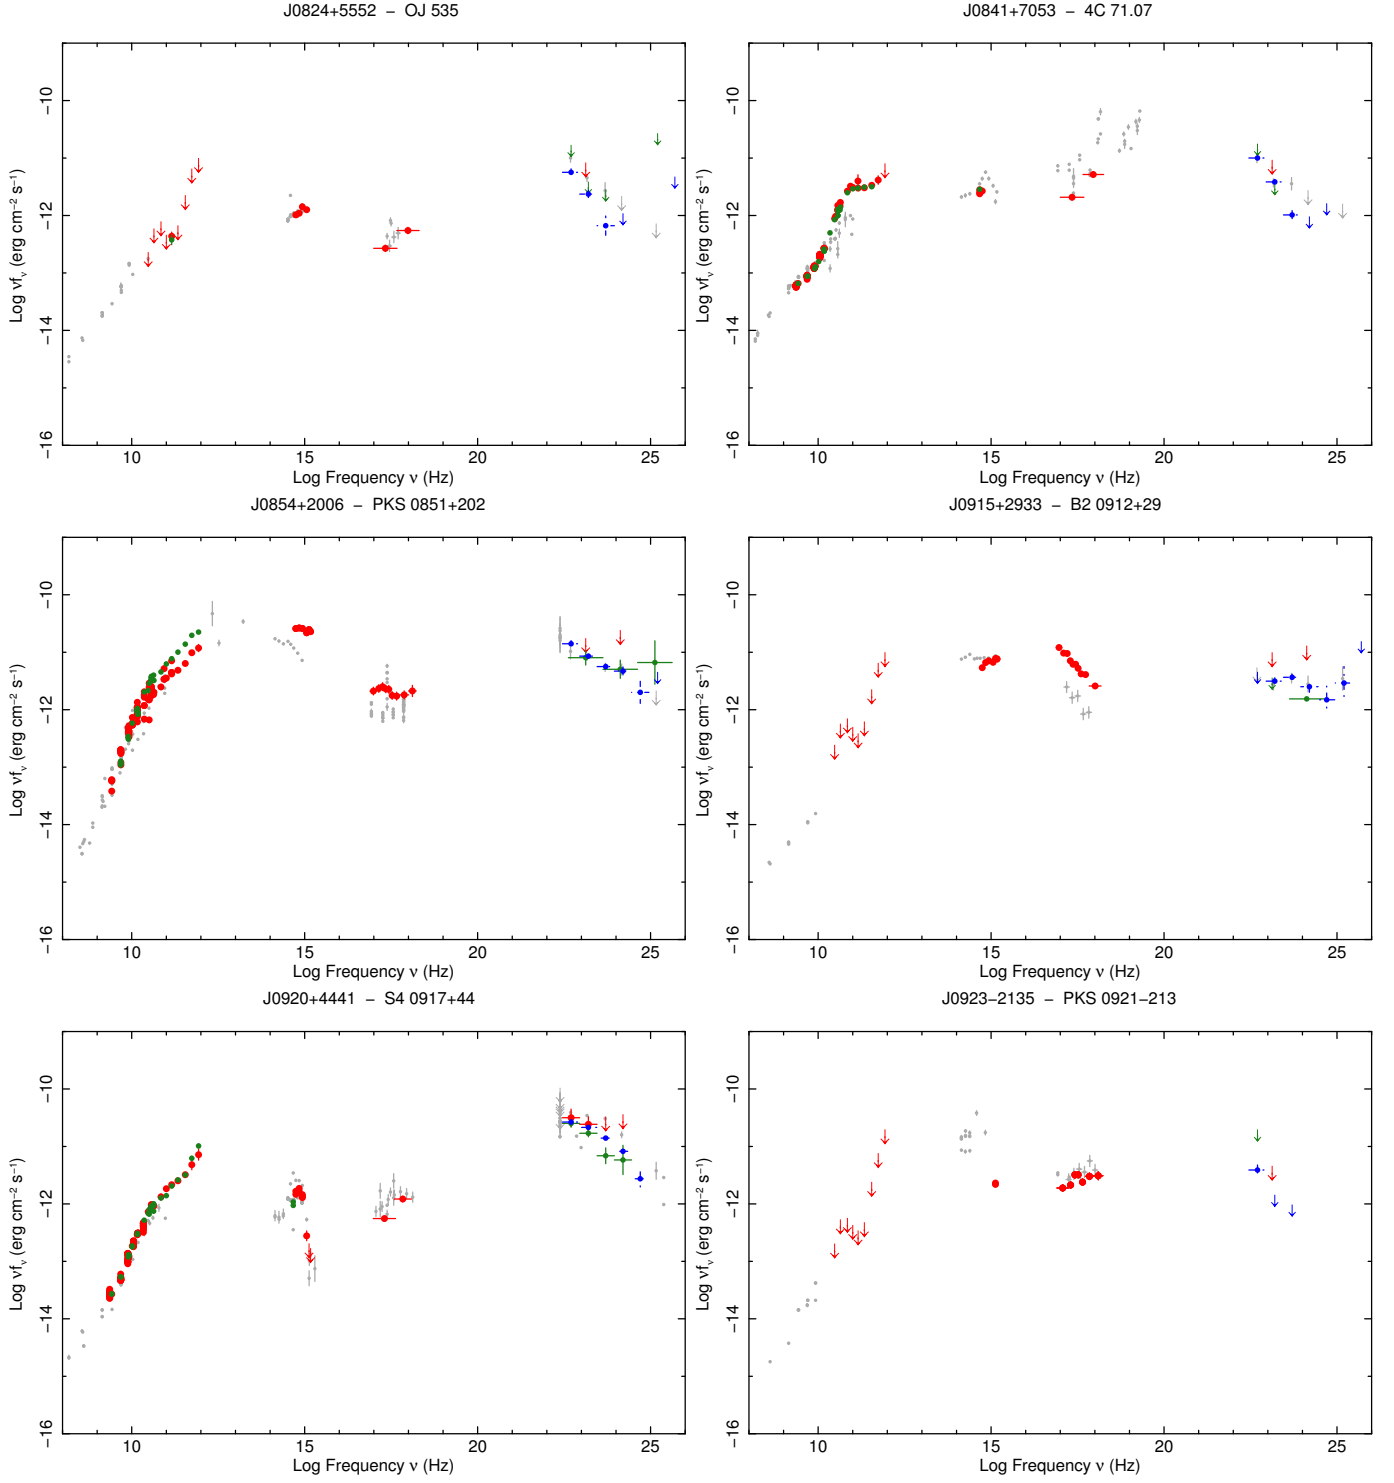 J0824+5552 − OJ 535
J0841+7053 − 4C 71.07
−10
−12
−14
−16
Log νfν (erg cm−2 s−1)
10 15 20 25
Log Frequency ν (Hz)
−10
−12
−14
−16
Log νfν (erg cm−2 s−1)
10 15 20 25
Log Frequency ν (Hz)
J0854+2006 − PKS 0851+202
J0915+2933 − B2 0912+29
−10
−12
−14
−16
Log νfν (erg cm−2 s−1)
10 15 20 25
Log Frequency ν (Hz)
−10
−12
−14
−16
Log νfν (erg cm−2 s−1)
10 15 20 25
Log Frequency ν (Hz)
J0920+4441 − S4 0917+44
J0923−2135 − PKS 0921−213
−10
−12
−14
−16
Log νfν (erg cm−2 s−1)
10 15 20 25
Log Frequency ν (Hz)
−10
−12
−14
−16
Log νfν (erg cm−2 s−1)
10 15 20 25
Log Frequency ν (Hz)